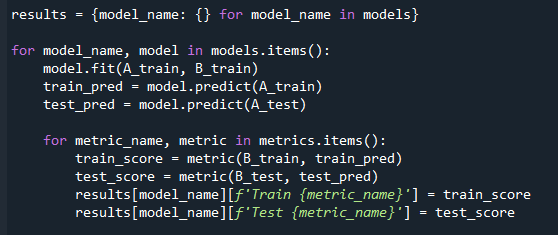 results = {model_name: {} for model_name in models}

for model_name, model in models.items():
    model.fit(A_train, B_train)
    train_pred = model.predict(A_train)
    test_pred = model.predict(A_test)

    for metric_name, metric in metrics.items():
        train_score = metric(B_train, train_pred)
        test_score = metric(B_test, test_pred)
        results[model_name][f'Train {metric_name}'] = train_score
        results[model_name][f'Test {metric_name}'] = test_score